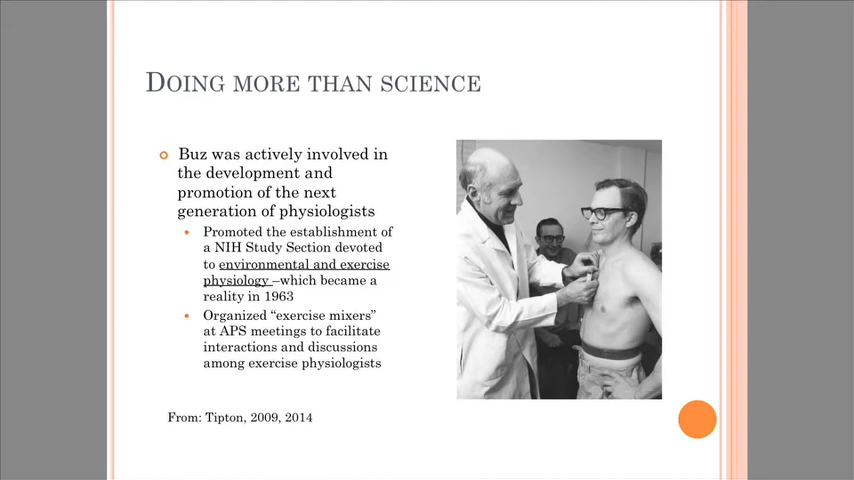 DOING MORE THAN SCIENCE
Buz was actively involved in
the development and
promotion of the next
generation of physiologists
Promoted the establishment of
a NIH Study Section devoted
to environmental and exercise
physiology –which became a
reality in 1963
Organized “exercise mixers”
at APS meetings to facilitate
interactions and discussions
among exercise physiologists
From: Tipton, 2009, 2014